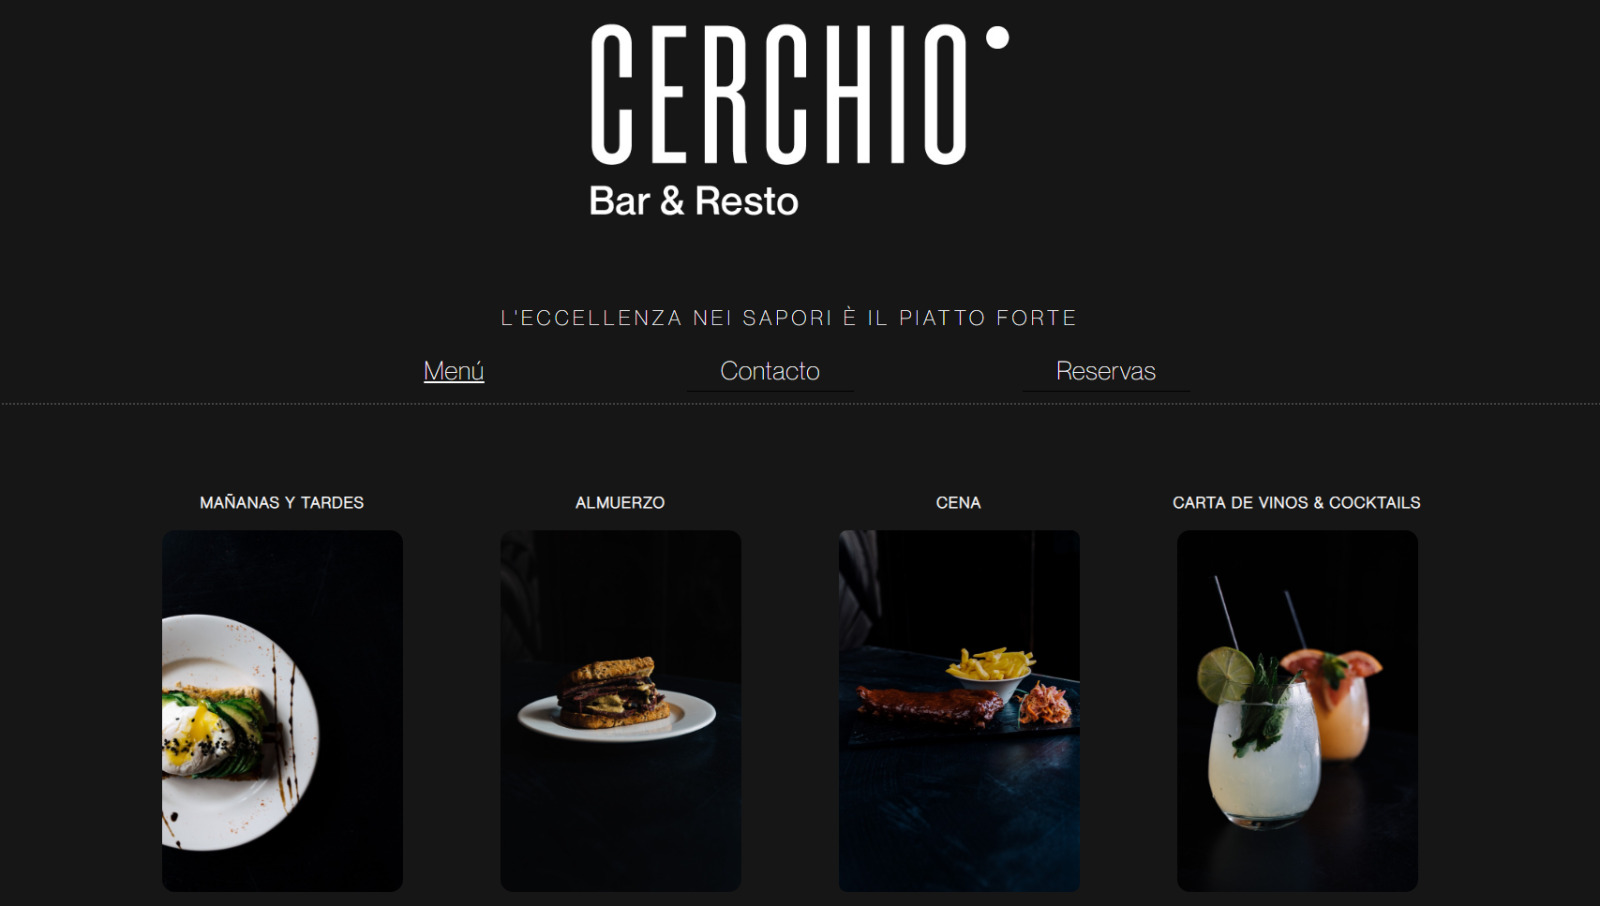 CERCHIO
Bar & Resto
L'ECCELLENZA NEI SAPORI È IL PIATTO FORTE
Menú Contacto Reservas
MAÑANAS Y TARDES ALMUERZO CENA CARTA DE VINOS & COCKTAILS